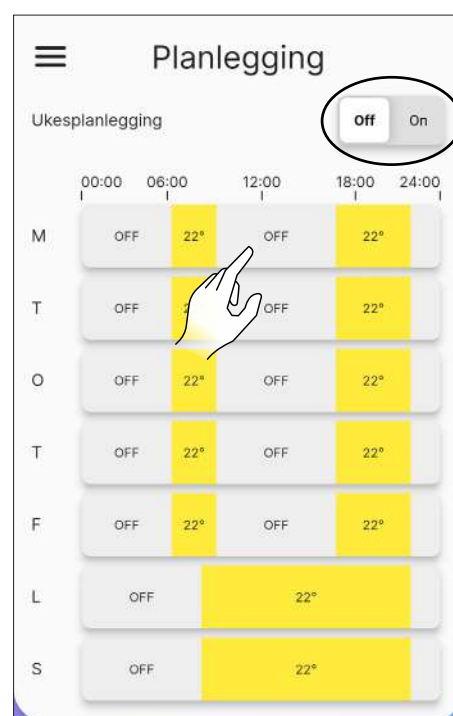 Planlegging
Ukesplanlegging Off On
00:00 06:00 12:00 18:00 24:00
M OFF 22° OFF 22°
T OFF OFF 22°
O OFF 22° OFF 22°
T OFF 22° OFF 22°
F OFF 22° OFF 22°
L OFF 22°
S OFF 22°